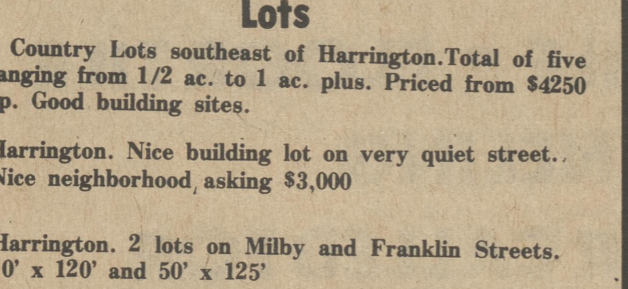 Lots
Country Lots southeast of Harrington.Total of five
anging from 1/2 ac. to 1 ac. plus. Priced from $4250
p. Good building sites.
Harrington. Nice building lot on very quiet street.
Nice neighborhood, asking $3,000
Harrington. 2 lots on Milby and Franklin Streets.
0' x 120' and 50' x 125'